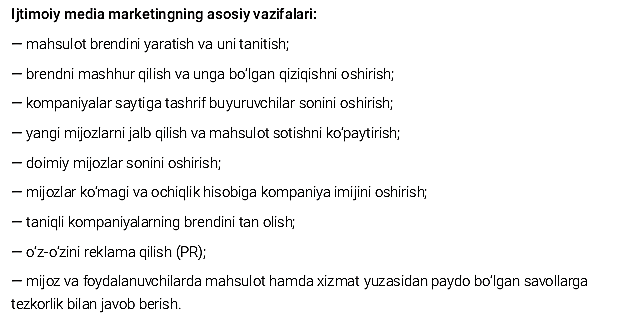 Ijtimoiy media marketingning asosiy vazifalari:
— mahsulot brendini yaratish va uni tanitish;
— brendni mashhur qilish va unga bo‘lgan qiziqishni oshirish;
— kompaniyalar saytiga tashrif buyuruvchilar sonini oshirish;
— yangi mijozlarni jalb qilish va mahsulot sotishni ko‘paytirish;
— doimiy mijozlar sonini oshirish;
— mijozlar ko‘magi va ochiqlik hisobiga kompaniya imijini oshirish;
— taniqli kompaniyalarning brendini tan olish;
— o‘z-o‘zini reklama qilish (PR);
— mijoz va foydalanuvchilarda mahsulot hamda xizmat yuzasidan paydo bo‘lgan savollarga
tezkorlik bilan javob berish.